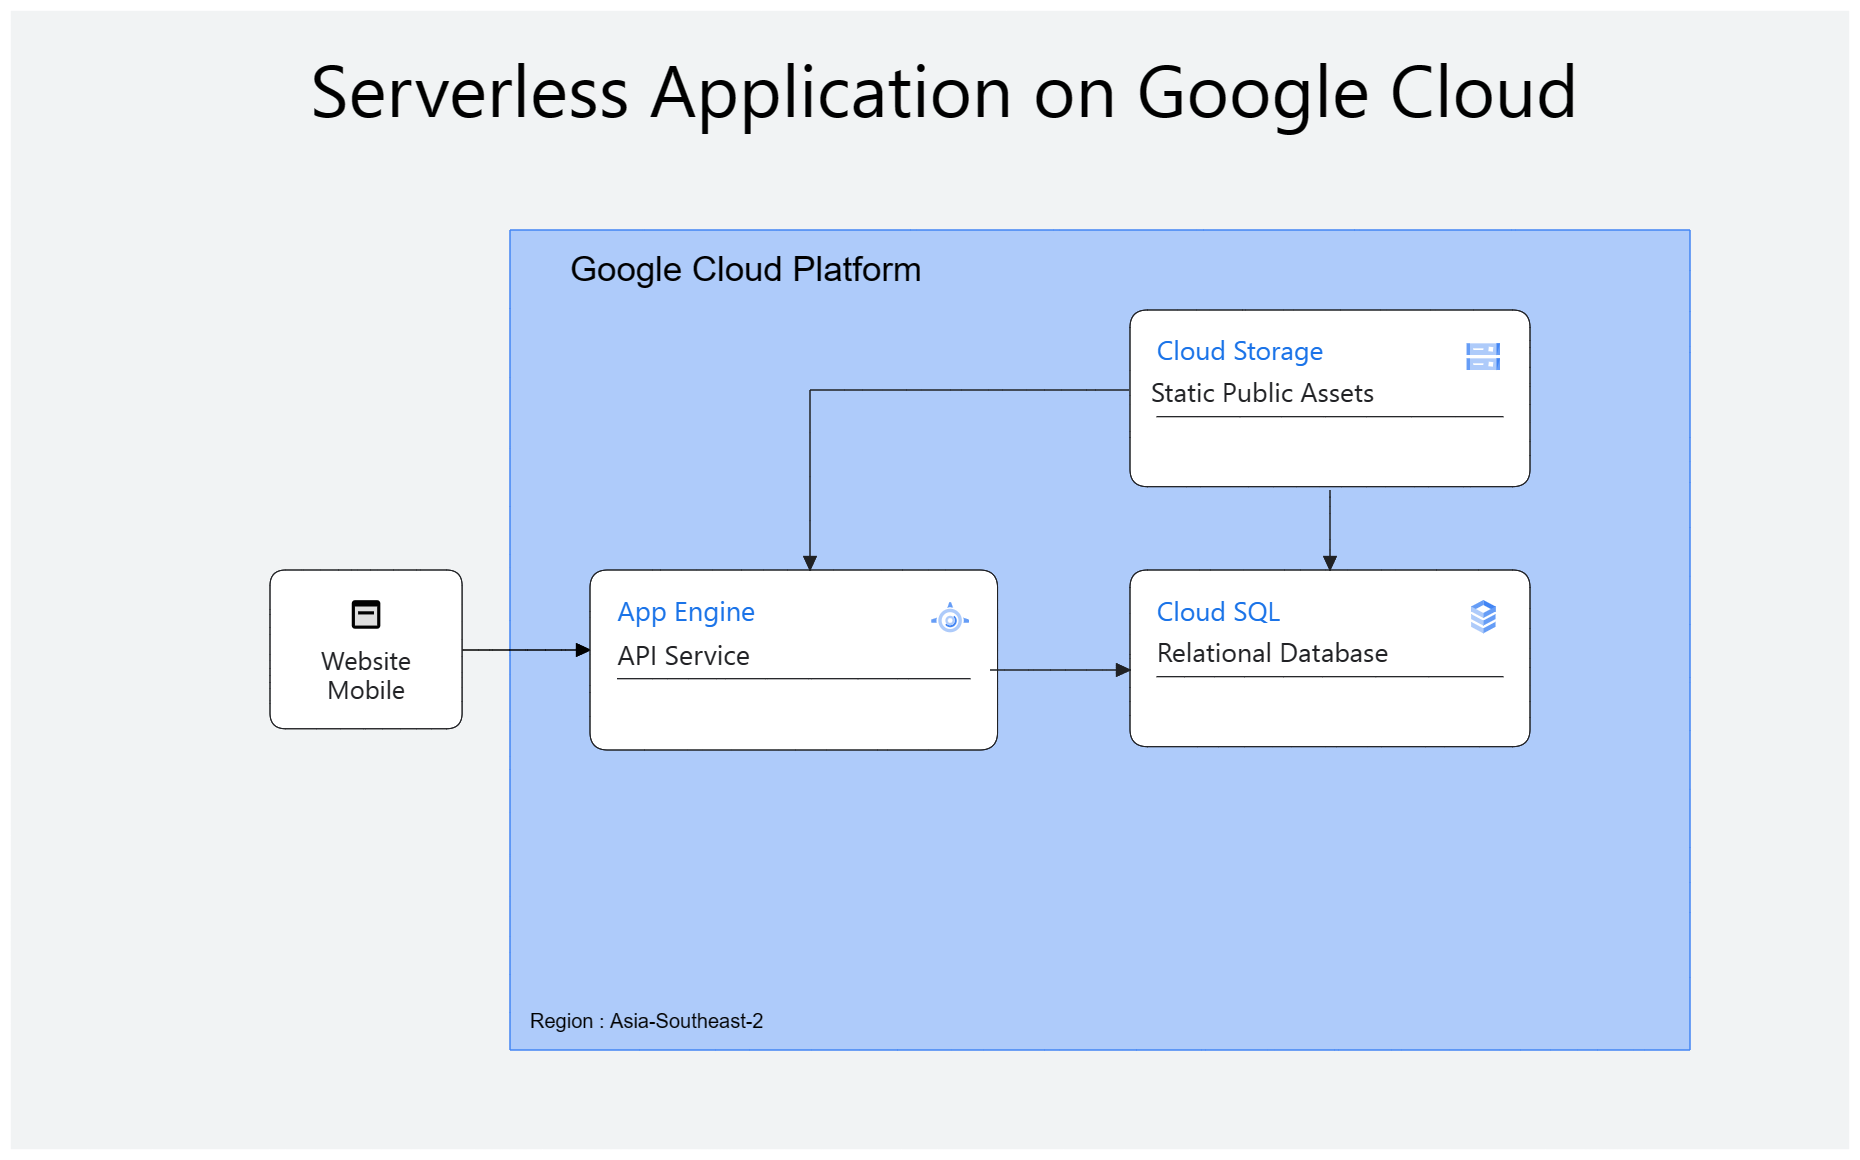 Serverless Application on Google Cloud
Google Cloud Platform
Cloud Storage
Static Public Assets
Website
Mobile
App Engine
API Service
Cloud SQL
Relational Database
Region : Asia-Southeast-2